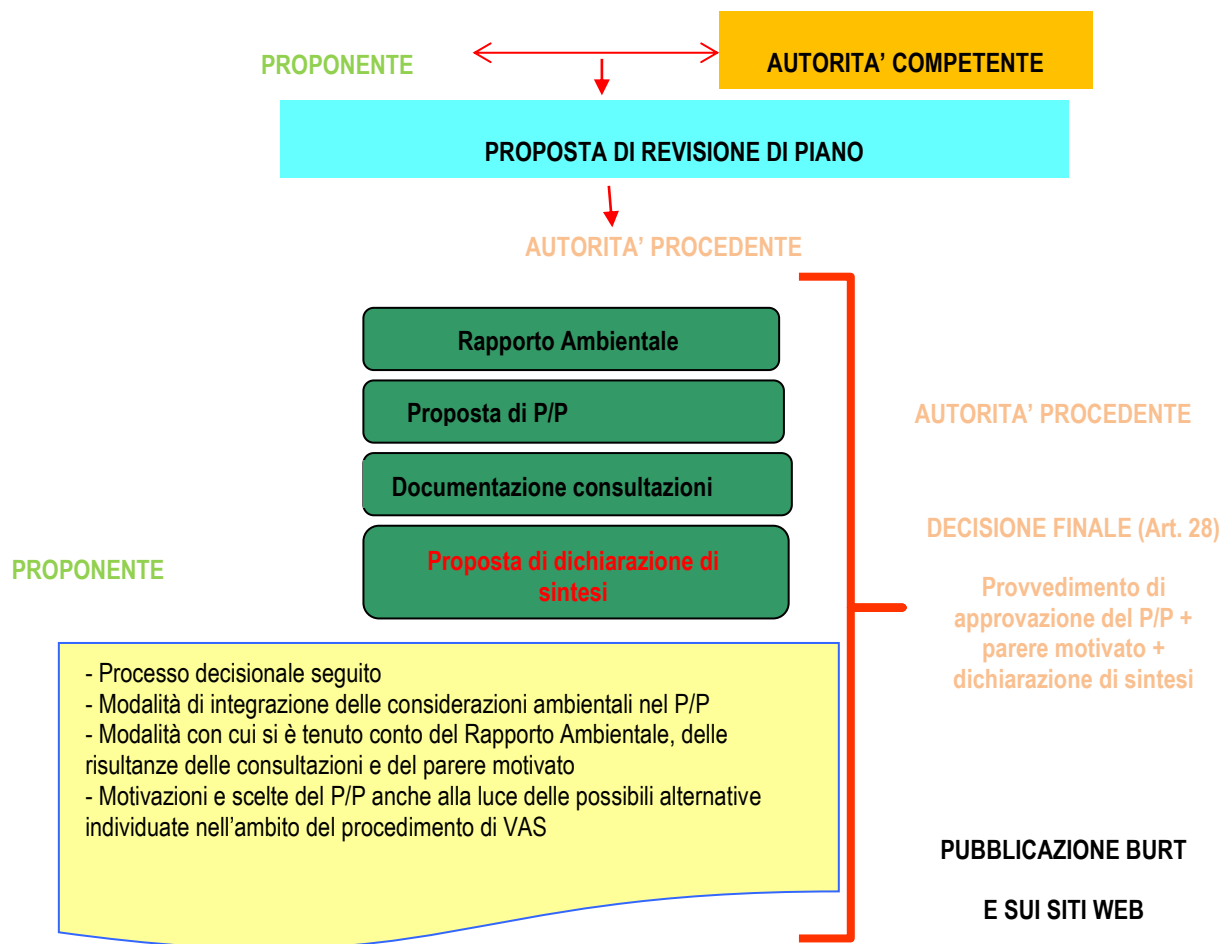 PROPONENTE
AUTORITA’ COMPETENTE
PROPOSTA DI REVISIONE DI PIANO
AUTORITA’ PROCEDENTE
Rapporto Ambientale
Proposta di P/P
Documentazione consultazioni
Proposta di dichiarazione di
sintesi
PROPONENTE
- Processo decisionale seguito
- Modalità di integrazione delle considerazioni ambientali nel P/P
- Modalità con cui si è tenuto conto del Rapporto Ambientale, delle
risultanze delle consultazioni e del parere motivato
- Motivazioni e scelte del P/P anche alla luce delle possibili alternative
individuate nell’ambito del procedimento di VAS
AUTORITA’ PROCEDENTE
DECISIONE FINALE (Art. 28)
Provvedimento di
approvazione del P/P +
parere motivato +
dichiarazione di sintesi
PUBBLICAZIONE BURT
E SUI SITI WEB